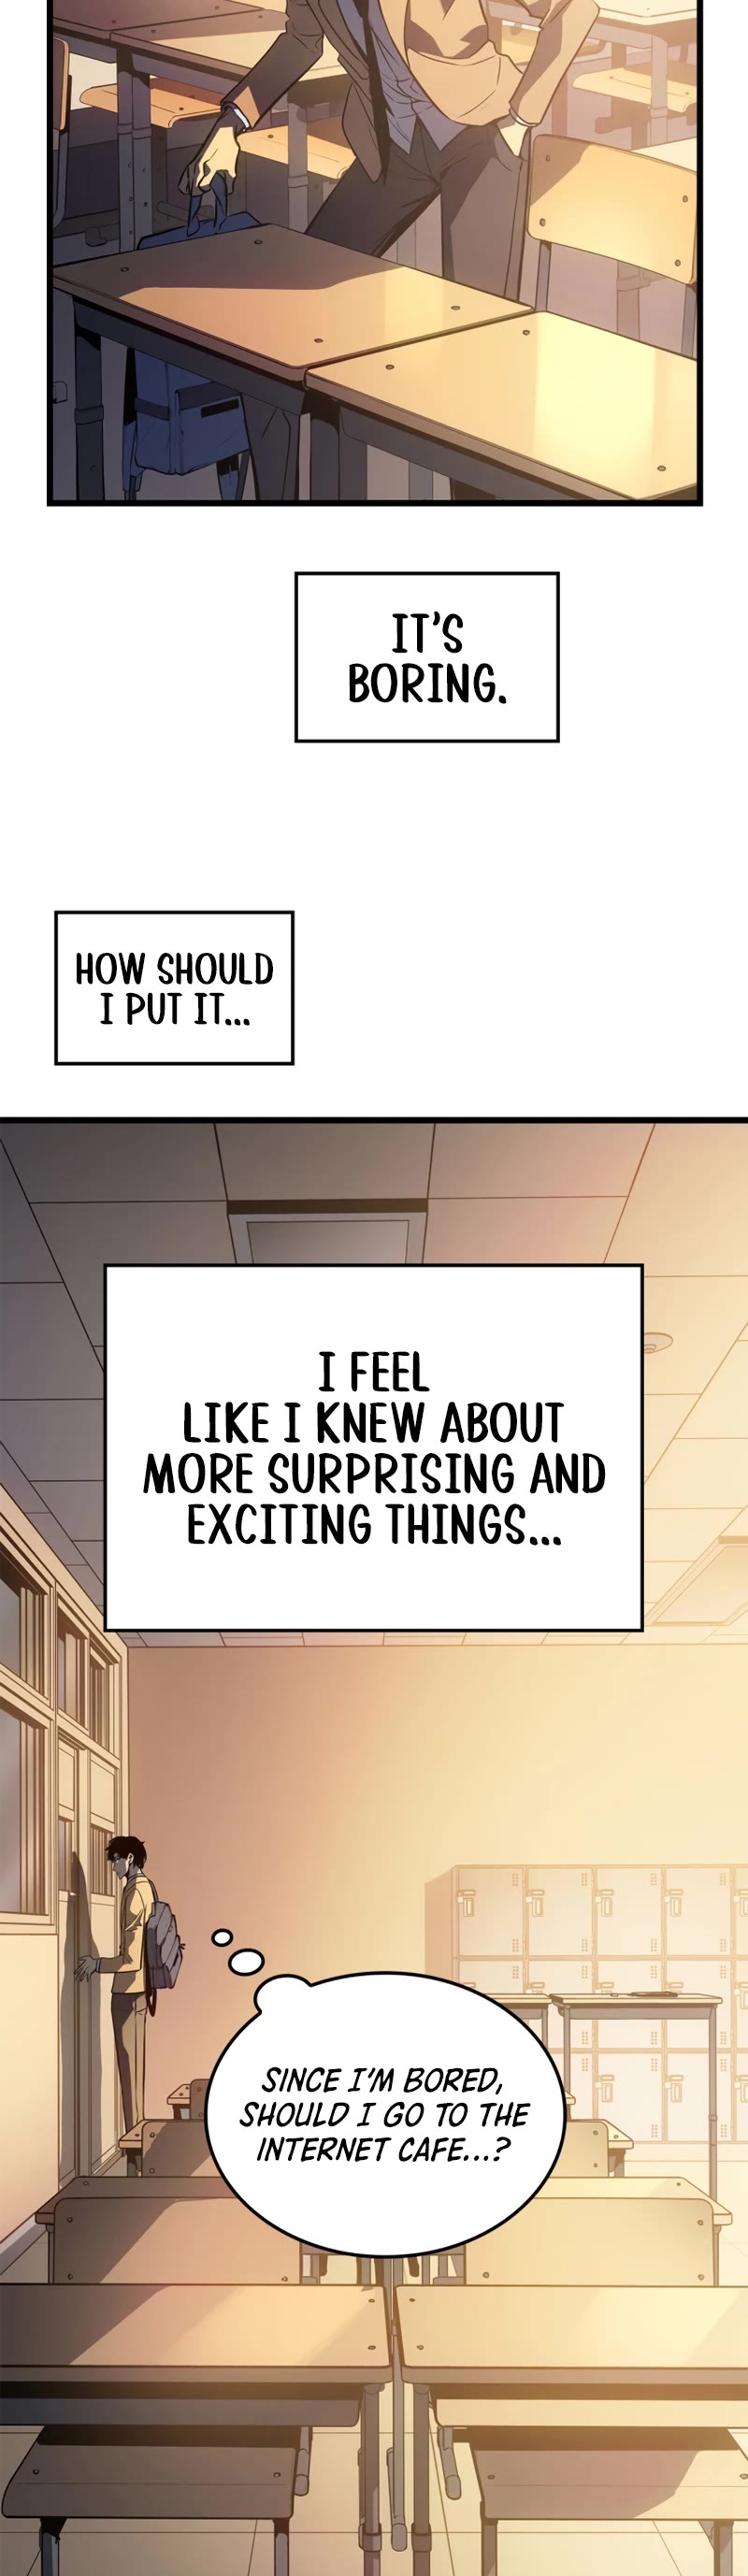 IT'S
BORING.
HOW SHOULD
I PUT IT...
I FEEL
LIKE I KNEW ABOUT
MORE SURPRISING AND
EXCITING THINGS...
SINCE I'M BORED,
SHOULD I GO TO THE
INTERNET CAFE...?